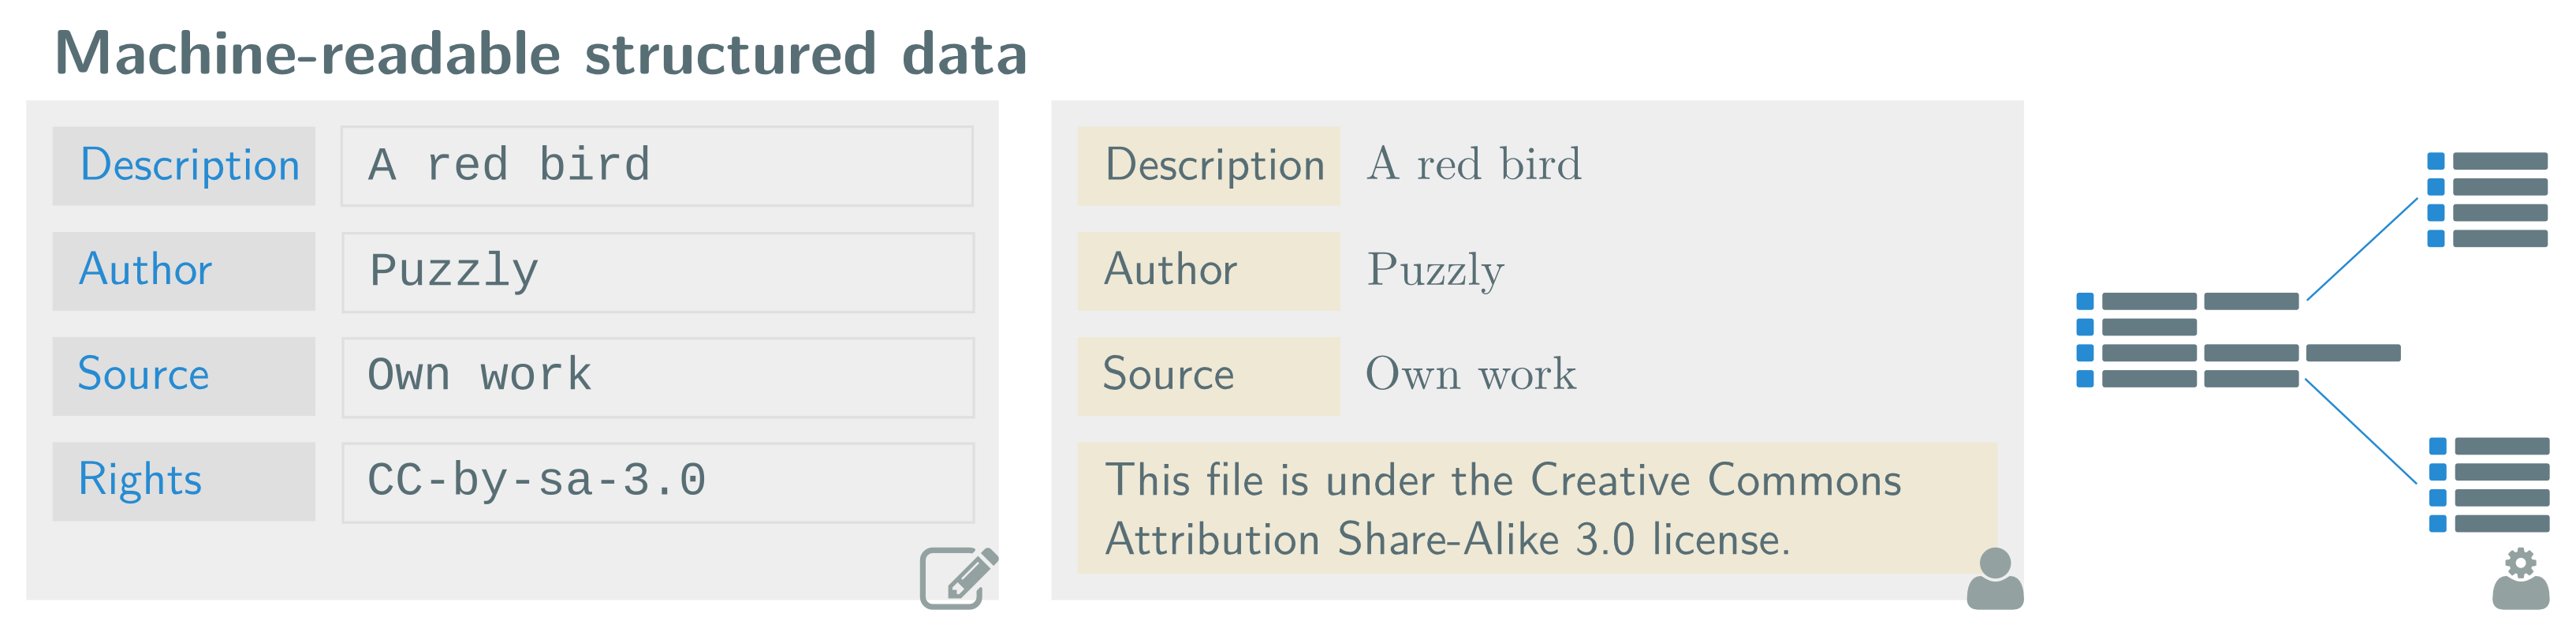 Machine-readable structured data
Description A red bird
Author Puzzly
Source Own work
Rights CC-by-sa-3.0
Description A red bird
Author Puzzly
Source Own work
This file is under the Creative Commons
Attribution Share-Alike 3.0 license.